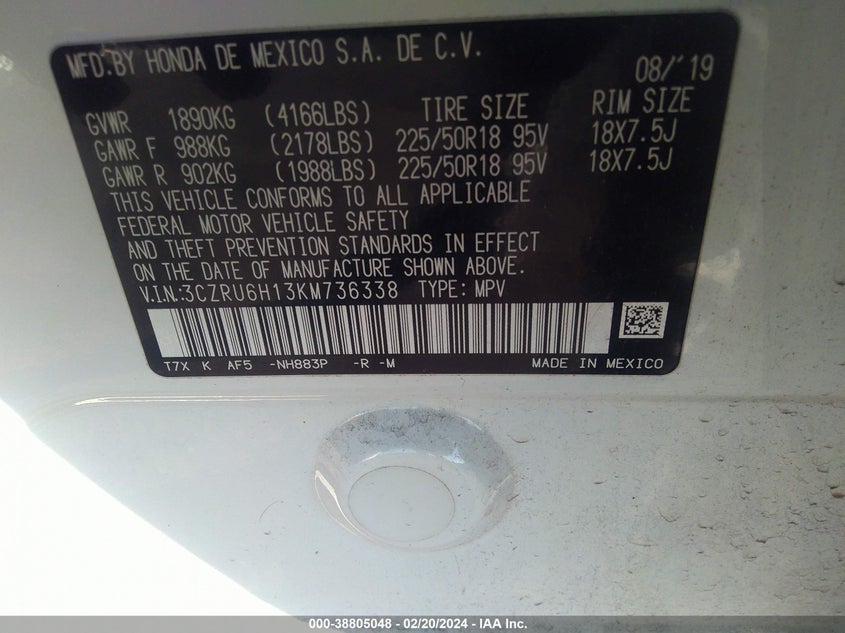 MFD.BY HONDA DE MEXICO S.A. DE C.V.
08/'19
GVWR 1890KG (4166LBS) TIRE SIZE RIM SIZE
GAWR F 988KG (2178LBS) 225/50R18 95V 18X7.5J
GAWR R 902KG (1988LBS) 225/50R18 95V 18X7.5J
THIS VEHICLE CONFORMS TO ALL APPLICABLE
FEDERAL MOTOR VEHICLE SAFETY
AND THEFT PREVENTION STANDARDS IN EFFECT
ON THE DATE OF MANUFACTURE SHOWN ABOVE.
V.I.N:3CZRU6H13KM736338 TYPE: MPV
T7X K AF5 -NH883P -R -M MADE IN MEXICO
000-38805048 - 02/20/2024 - IAA Inc.